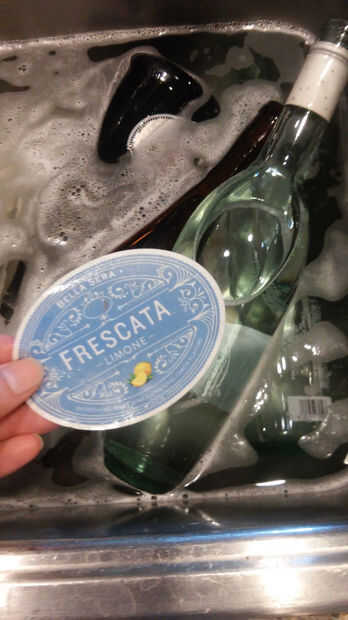 BELLA SERA
FRESCATA
- LIMONE -